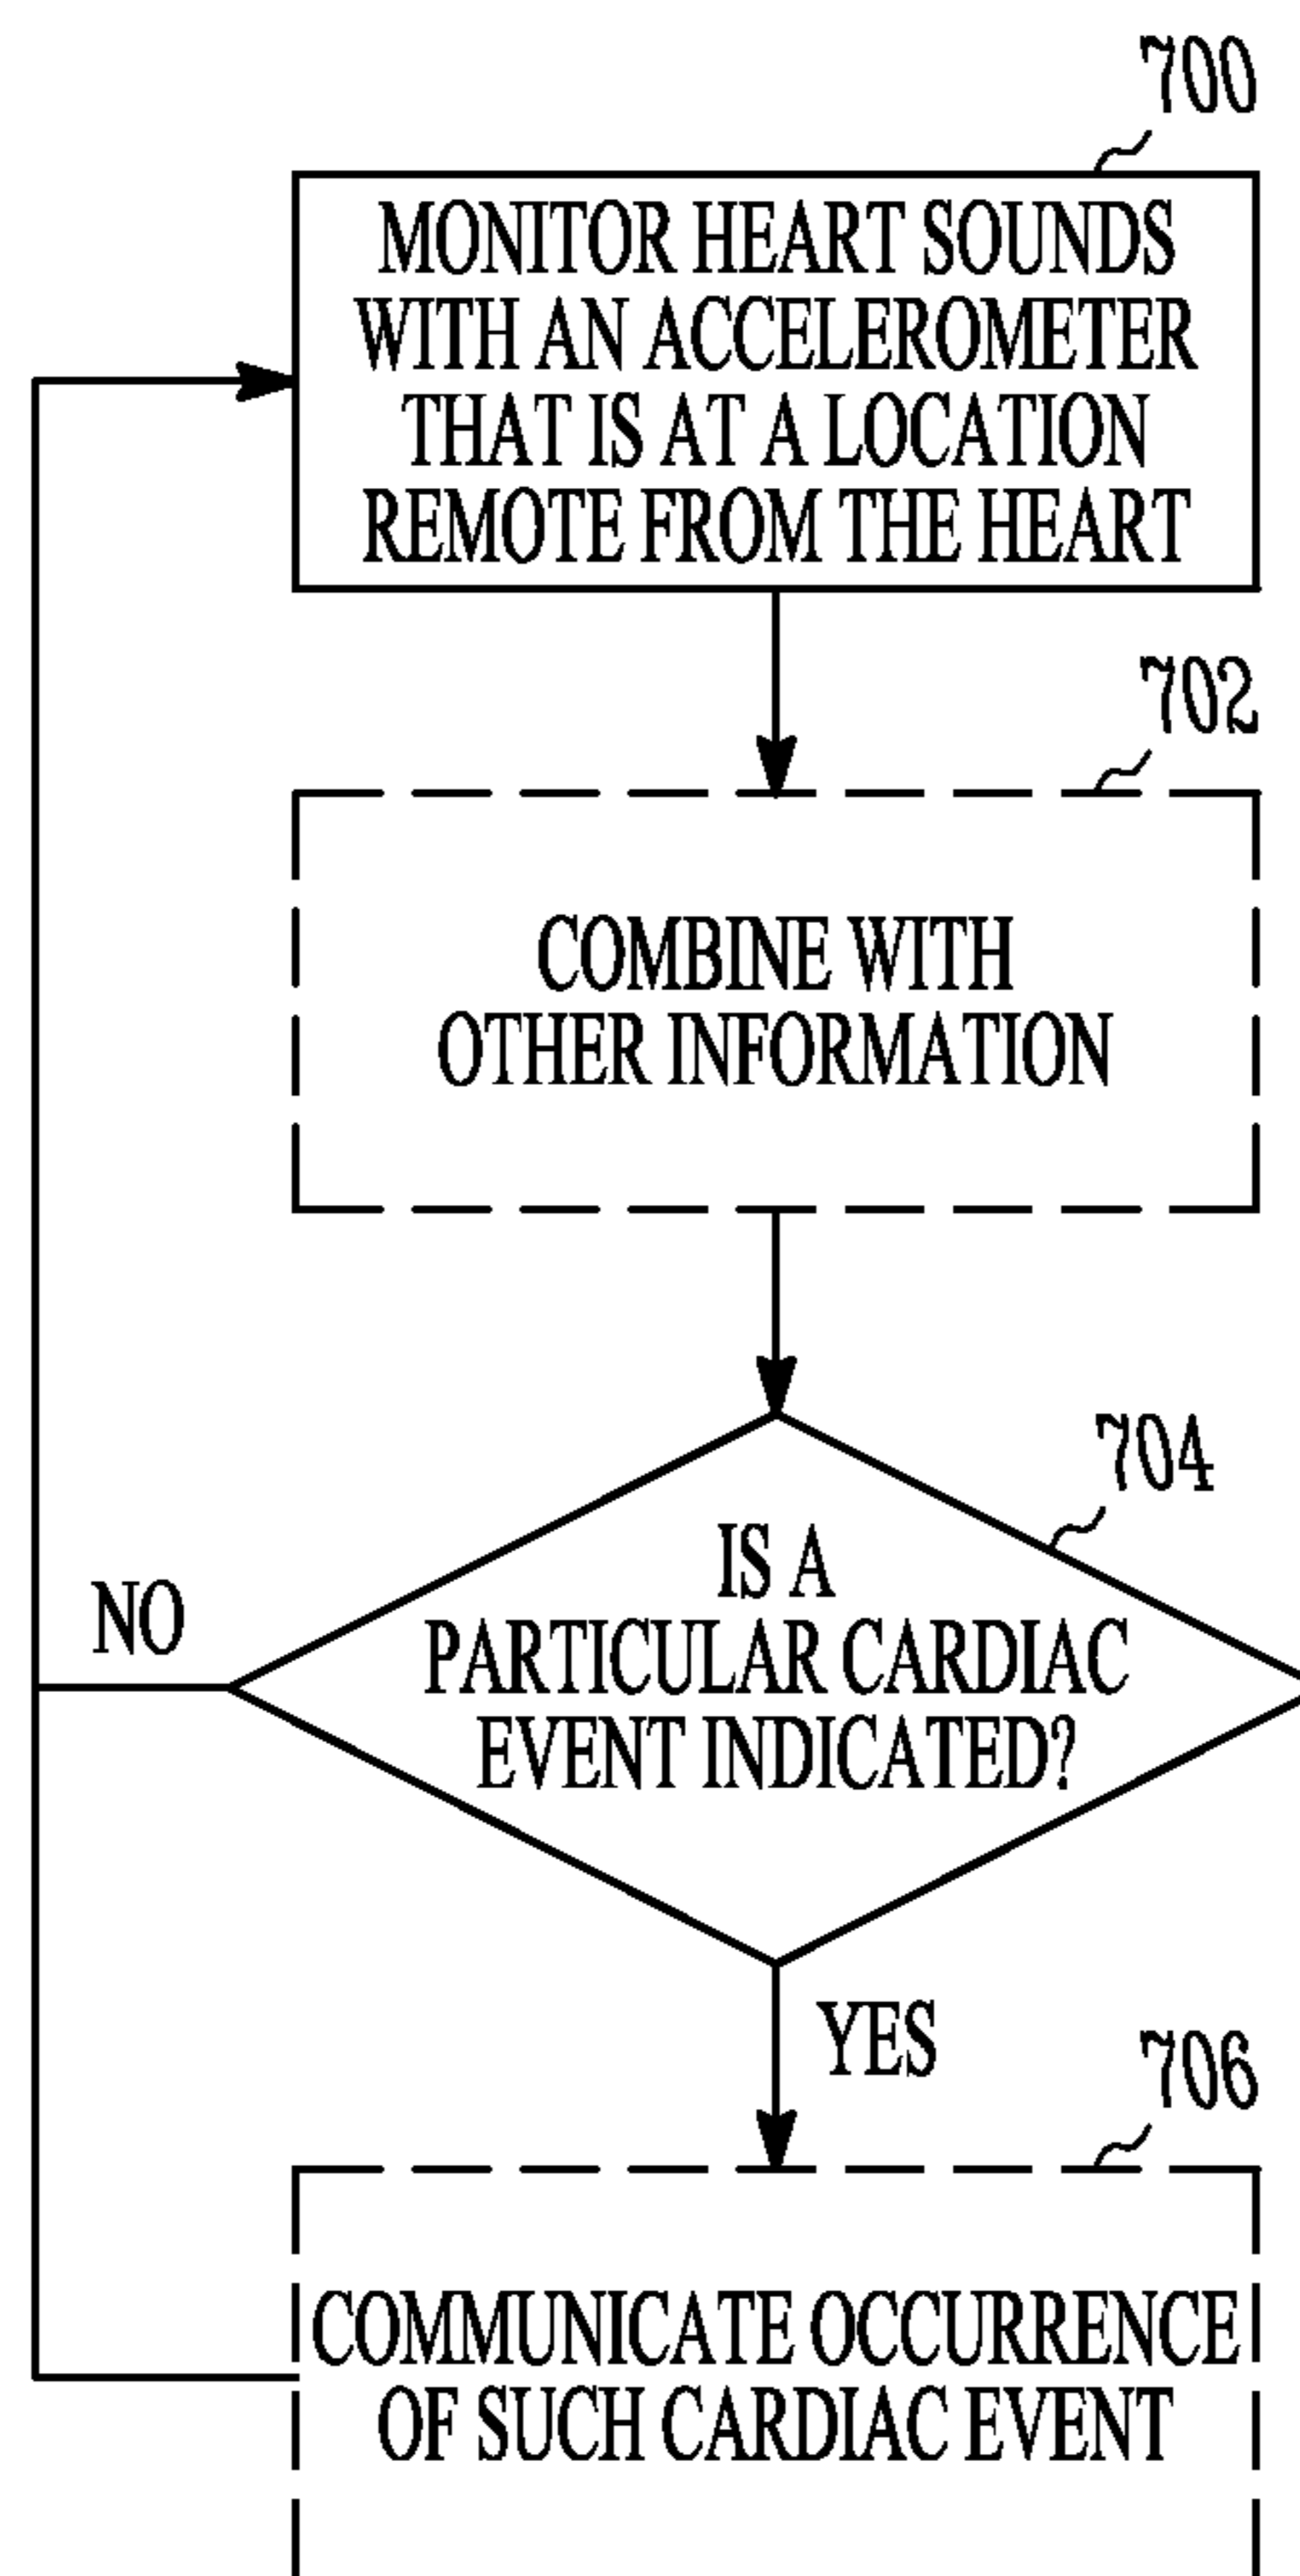 700
MONITOR HEART SOUNDS
WITH AN ACCELEROMETER
THAT IS AT A LOCATION
REMOTE FROM THE HEART
702
COMBINE WITH
OTHER INFORMATION
704
IS A
PARTICULAR CARDIAC
EVENT INDICATED?
NO
YES
706
COMMUNICATE OCCURRENCE
OF SUCH CARDIAC EVENT